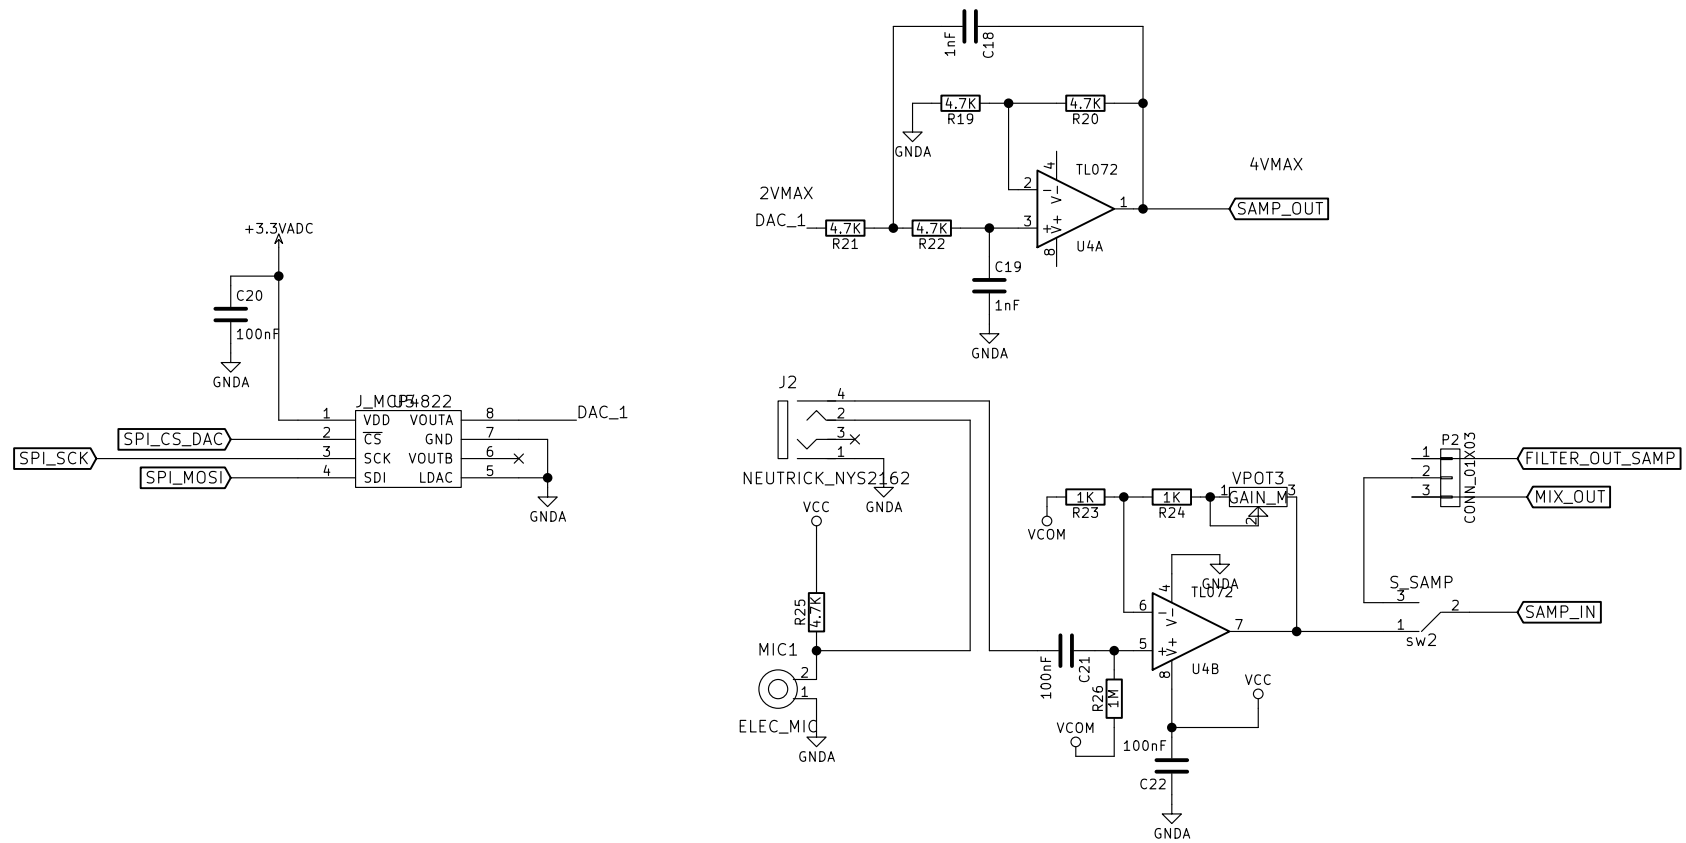 1nF
C18
4.7K
R19
4.7K
R20
GNDA
4
TL072
4VMAX
2VMAX
2
V-
1
SAMP_OUT
DAC_1
4.7K
R21
4.7K
R22
3
V+
8
U4A
C19
1nF
GNDA
+3.3VADC
C20
100nF
GNDA
J_MCP4822
U5
1
VDD
VOUTA
8
DAC_1
SPI_CS_DAC
2
CS
GND
7
SPI_SCK
3
SCK
VOUTB
6
SPI_MOSI
4
SDI
LDAC
5
GNDA
J2
4
2
3
1
NEUTRICK_NYS2162
GNDA
VCC
R25
4.7K
MIC1
2
1
ELEC_MIC
GNDA
VCOM
1K
R23
1K
R24
VPOT3
1
GAIN_M
3
2
4
GNDA
TL072
6
V-
7
5
V+
8
U4B
100nF
C21
R26
1M
VCOM
VCC
100nF
C22
GNDA
P2
CONN_01X03
1
FILTER_OUT_SAMP
2
3
MIX_OUT
S_SAMP
3
2
SAMP_IN
1
sw2